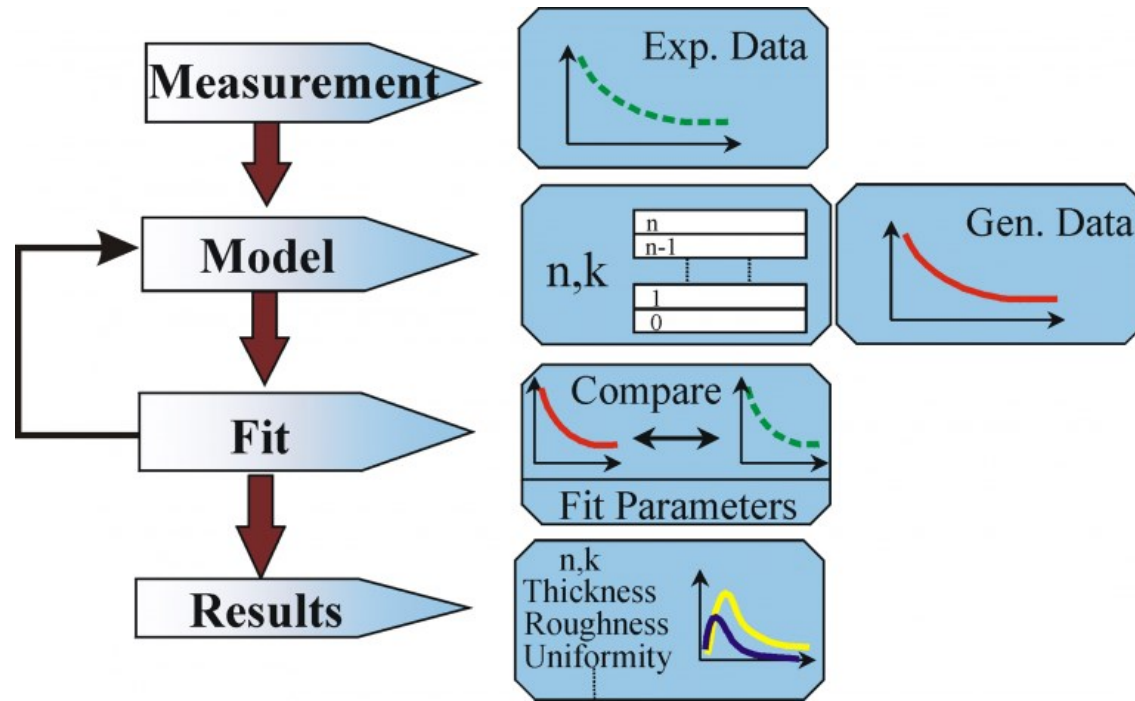 Measurement
Exp. Data
Model
n,k
n
n-1
1
0
Gen. Data
Fit
Compare
Fit Parameters
Results
n,k
Thickness
Roughness
Uniformity